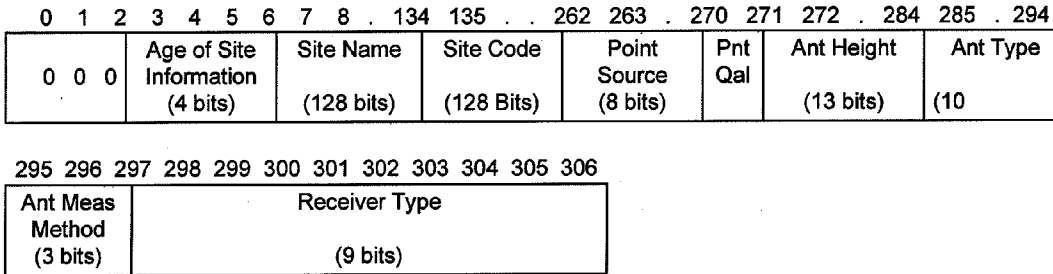 0 1 2 3 4 5 6 7 8 . 134 135 . . 262 263 . 270 271 272 . 284 285 . 294
0 0 0
Age of Site
Information
(4 bits)
Site Name
(128 bits)
Site Code
(128 Bits)
Point
Source
(8 bits)
Pnt
Qal
Ant Height
(13 bits)
Ant Type
(10
295 296 297 298 299 300 301 302 303 304 305 306
Ant Meas
Method
(3 bits)
Receiver Type
(9 bits)